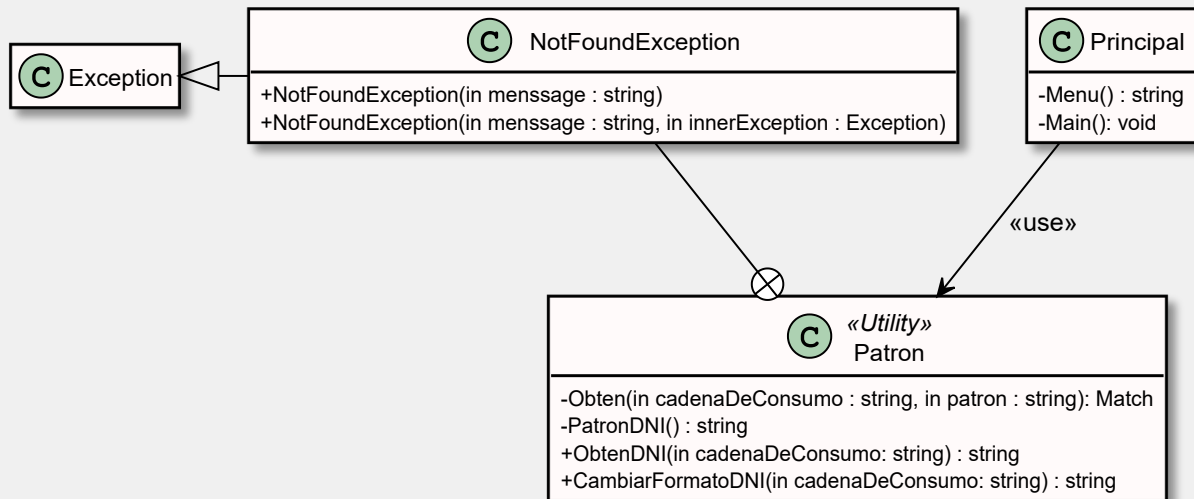 C Exception
C NotFoundException
+NotFoundException(in menssage : string)
+NotFoundException(in menssage : string, in innerException : Exception)
C Principal
-Menu() : string
-Main(): void
«use»
C «Utility»
Patron
-Obten(in cadenaDeConsumo : string, in patron : string): Match
-PatronDNI() : string
+ObtenDNI(in cadenaDeConsumo: string) : string
+CambiarFormatoDNI(in cadenaDeConsumo: string) : string